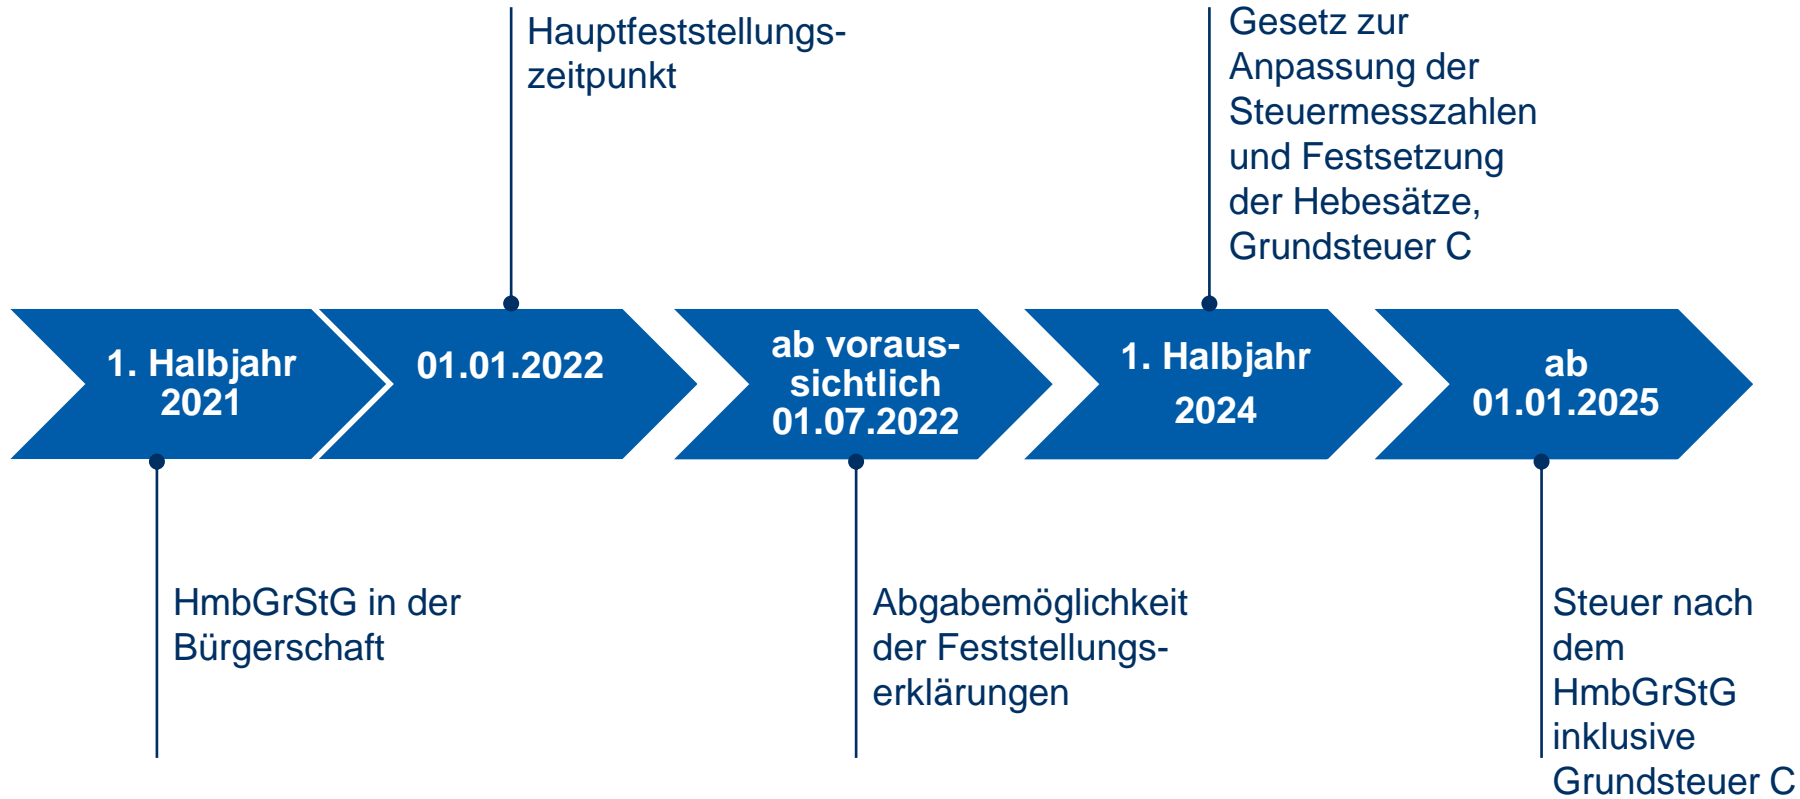 Hauptfeststellungs-
zeitpunkt
Gesetz zur
Anpassung der
Steuermesszahlen
und Festsetzung
der Hebesätze,
Grundsteuer C
1. Halbjahr
2021
01.01.2022
ab voraus-
sichtlich
01.07.2022
1. Halbjahr
2024
ab
01.01.2025
HmbGrStG in der
Bürgerschaft
Abgabemöglichkeit
der Feststellungs-
erklärungen
Steuer nach
dem
HmbGrStG
inklusive
Grundsteuer C